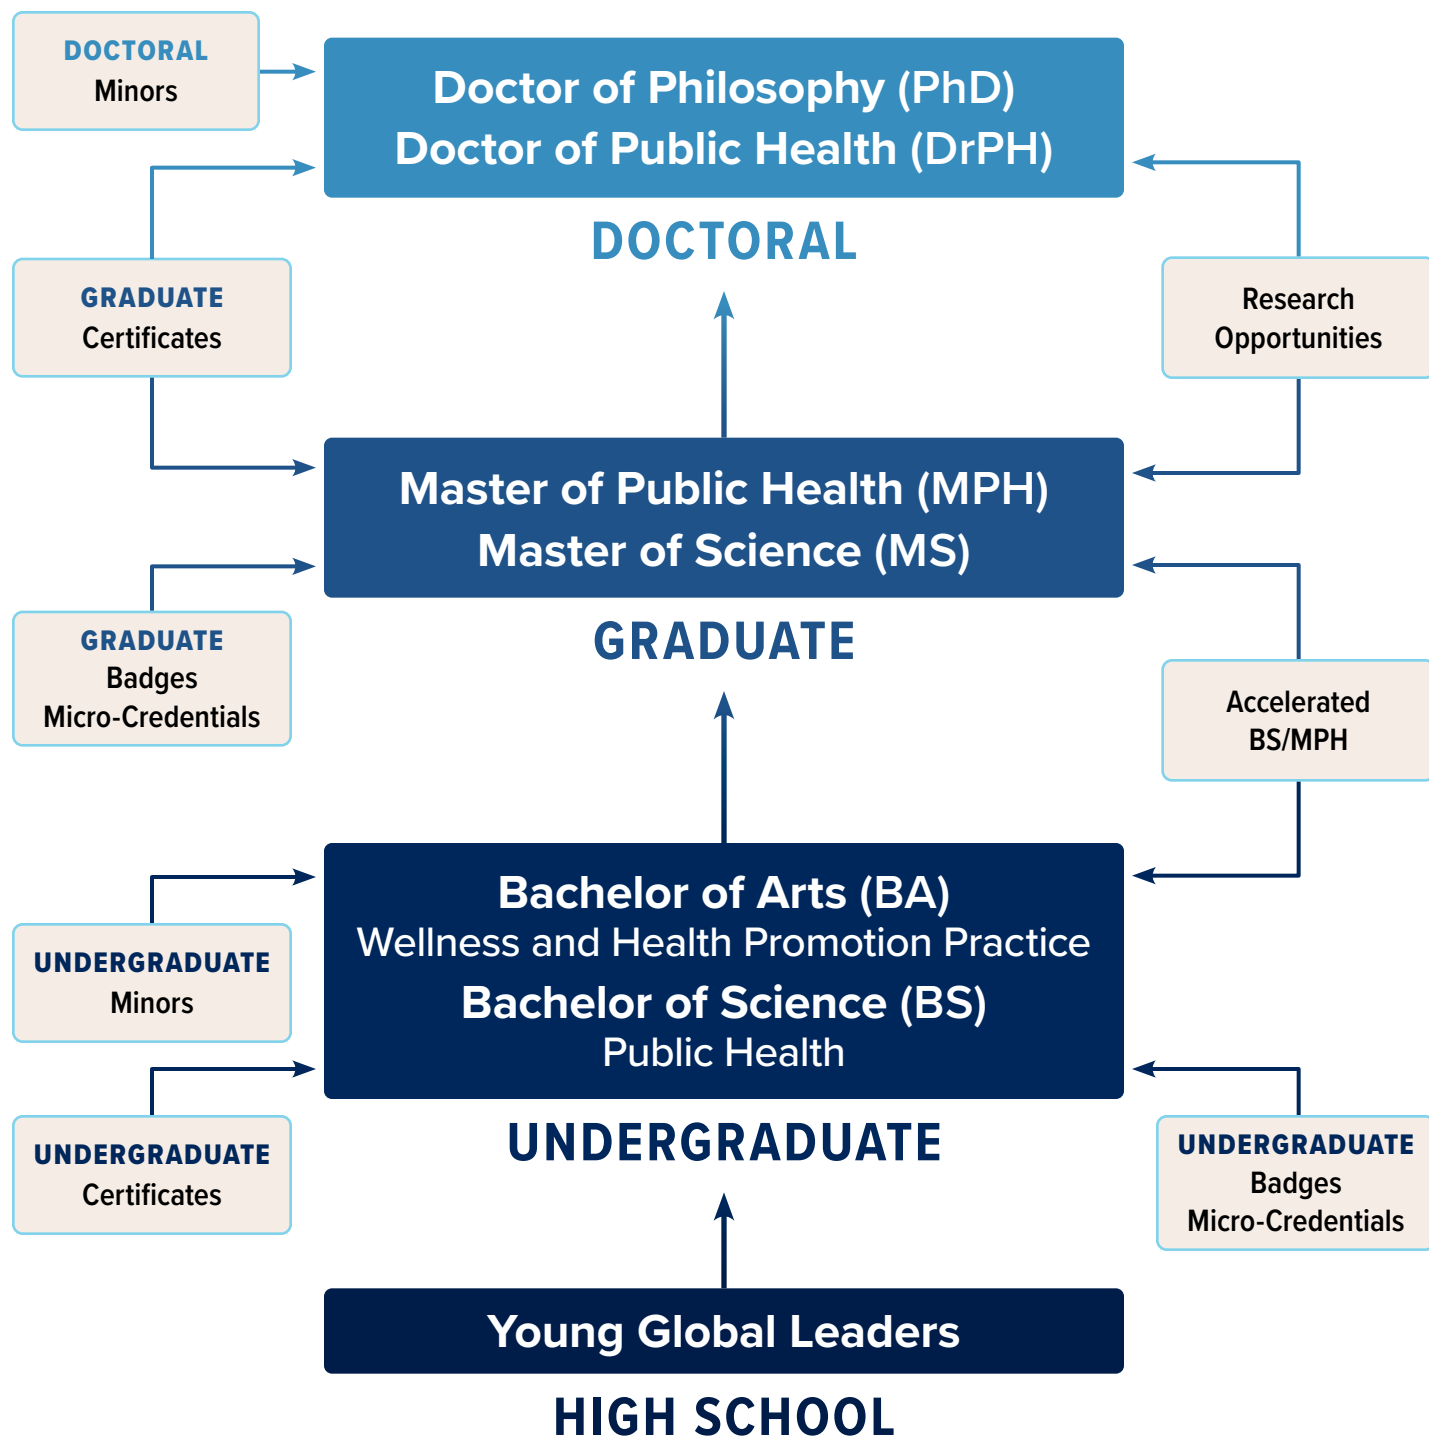 DOCTORAL
Minors
Doctor of Philosophy (PhD)
Doctor of Public Health (DrPH)
DOCTORAL
GRADUATE
Certificates
Research
Opportunities
Master of Public Health (MPH)
Master of Science (MS)
GRADUATE
GRADUATE
Badges
Micro-Credentials
Accelerated
BS/MPH
Bachelor of Arts (BA)
Wellness and Health Promotion Practice
Bachelor of Science (BS)
Public Health
UNDERGRADUATE
Minors
UNDERGRADUATE
UNDERGRADUATE
Certificates
UNDERGRADUATE
Badges
Micro-Credentials
Young Global Leaders
HIGH SCHOOL